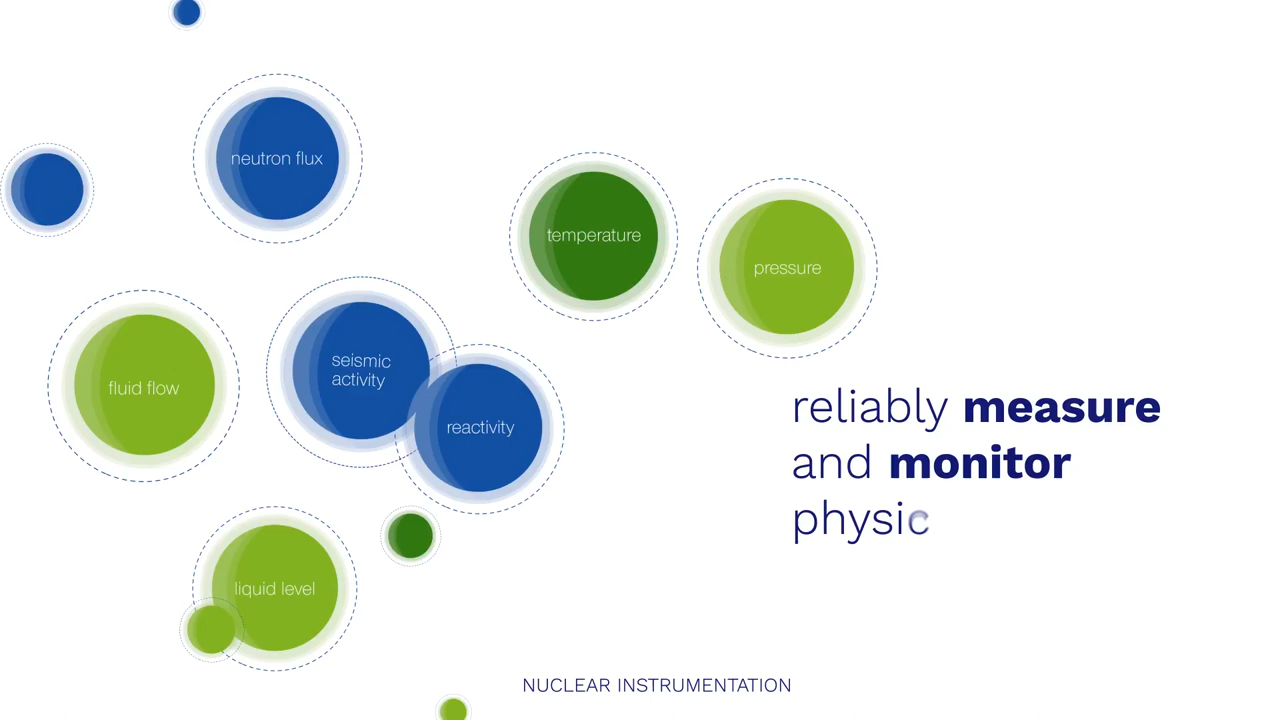 neutron flux
temperature
pressure
seismic
activity
fluid flow
reactivity
reliably measure
and monitor
physic
liquid level
NUCLEAR INSTRUMENTATION